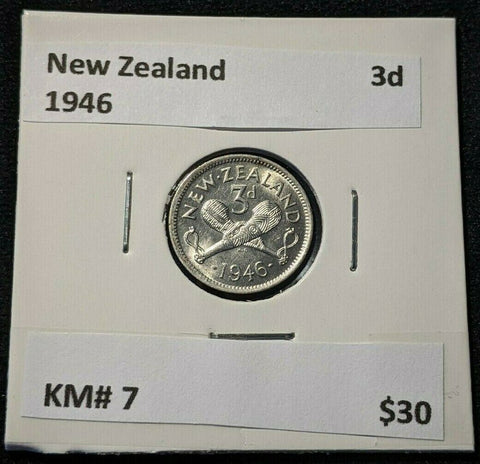 New Zealand 3d
1946
NEW·ZEALAND
3d
·1946·
KM# 7 $30